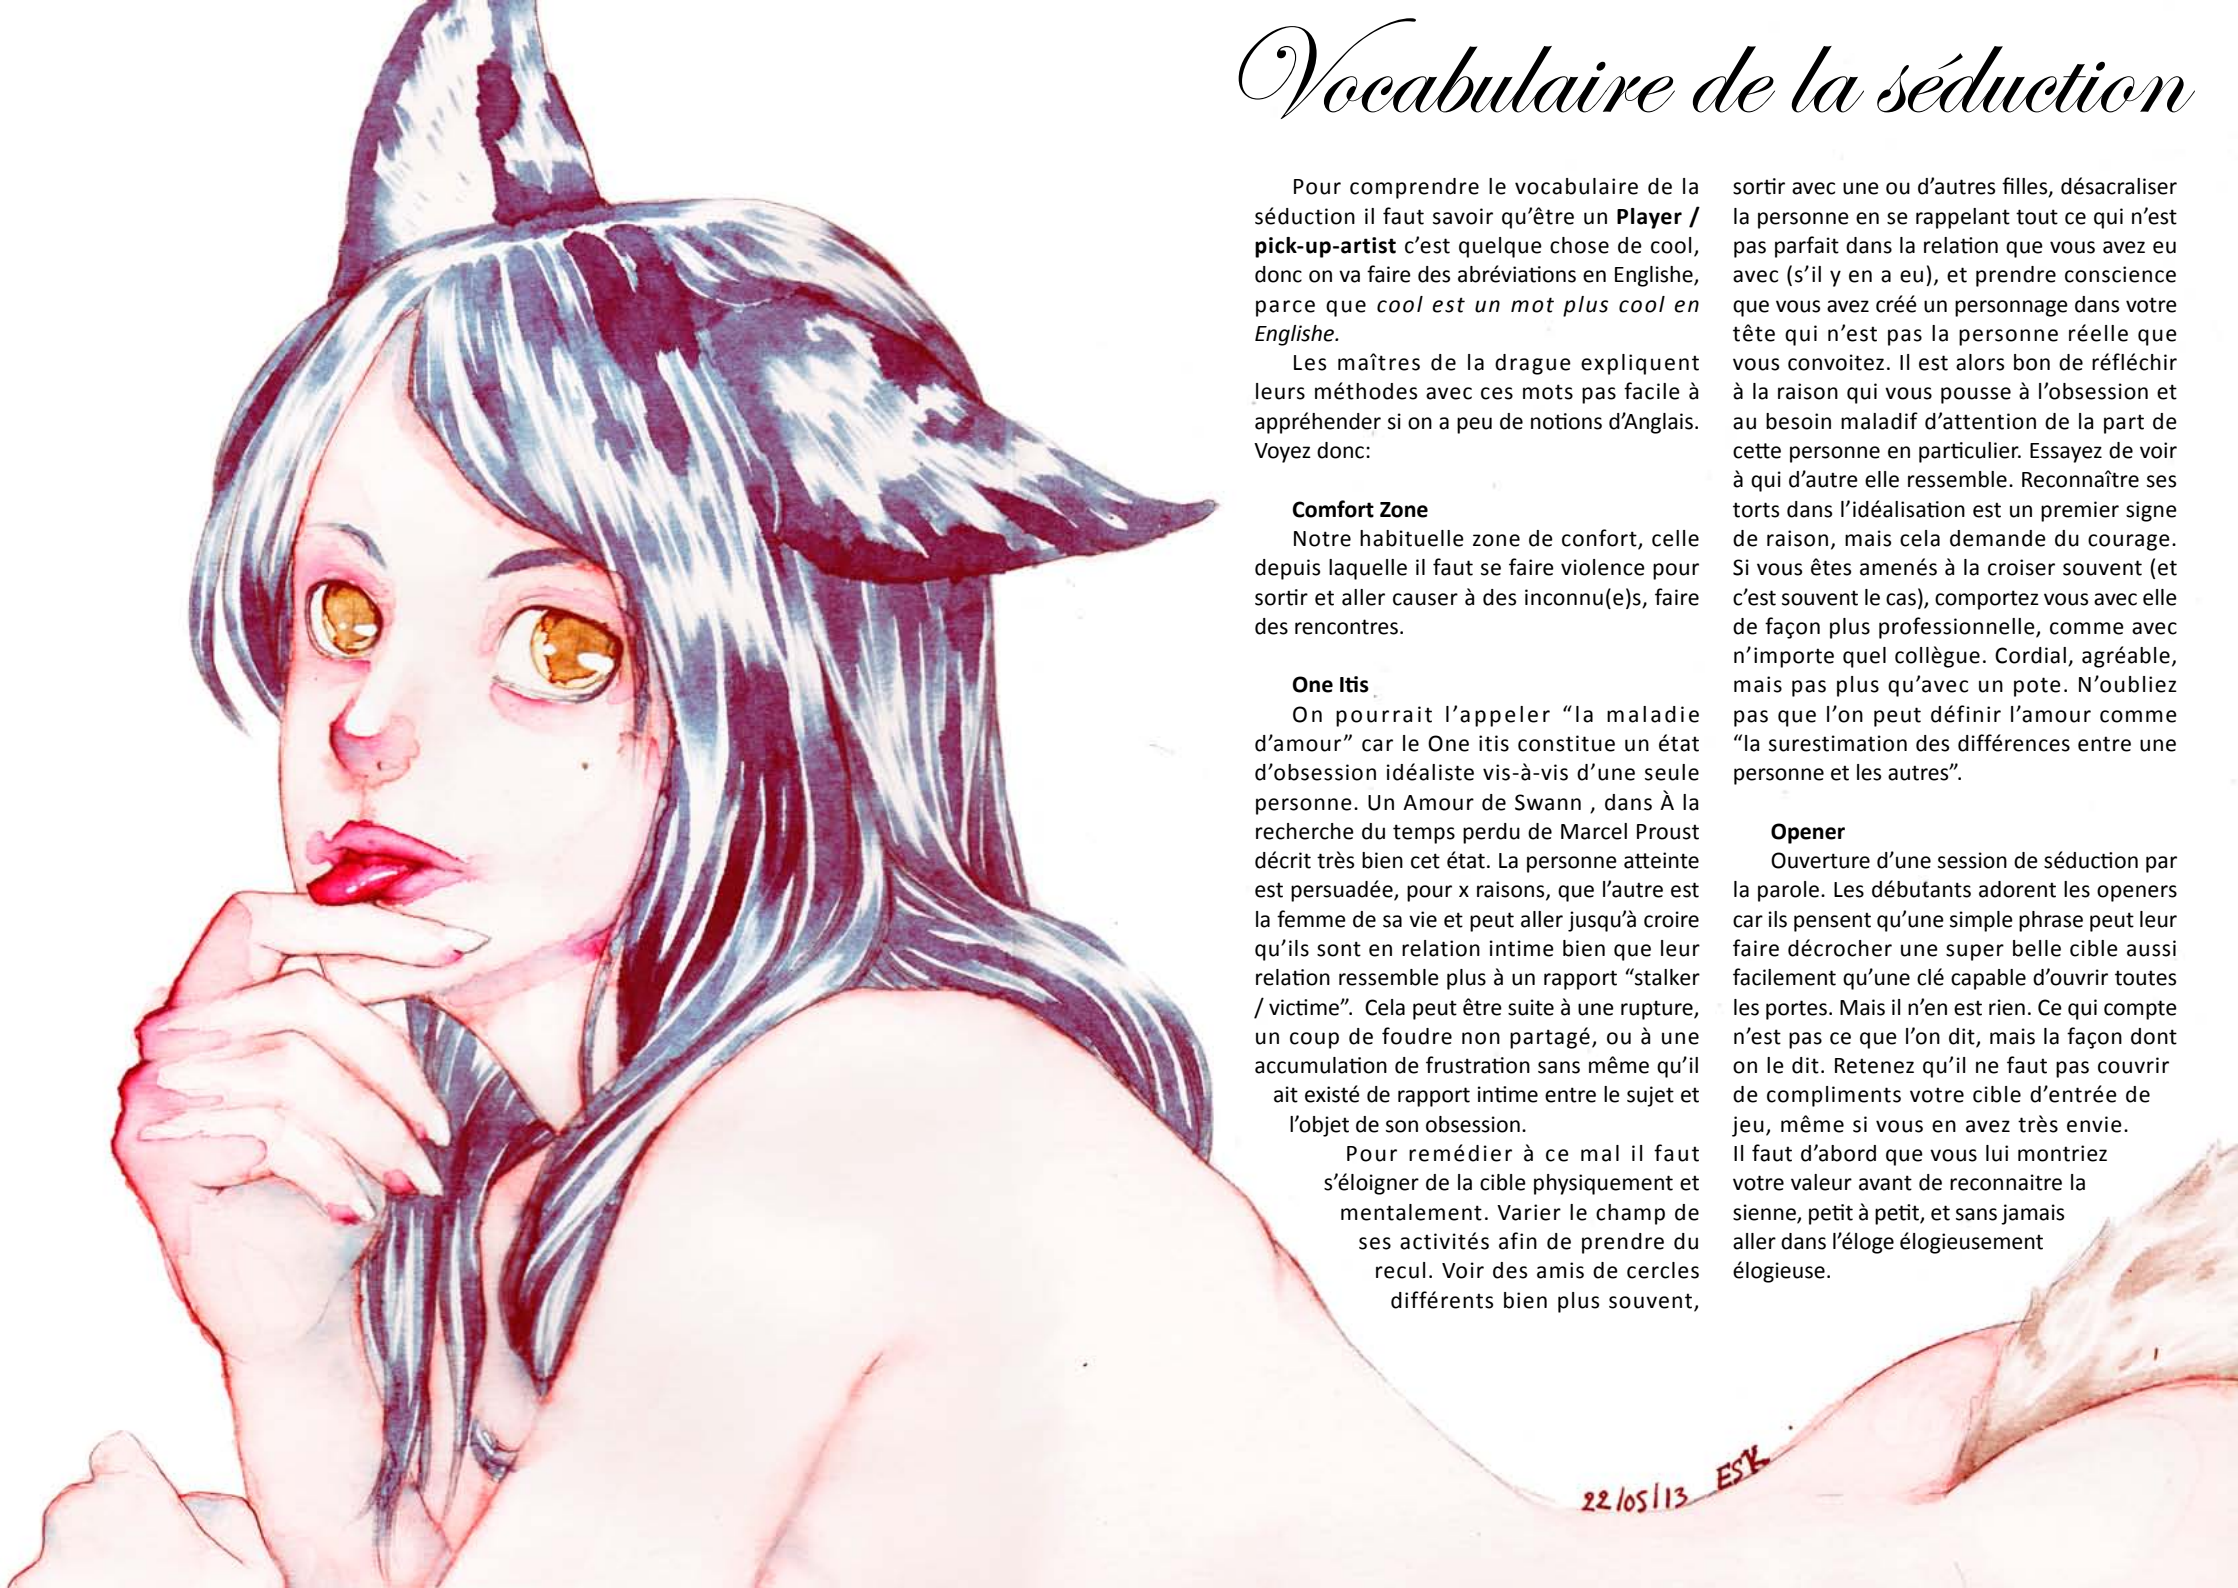 Vocabulaire de la séduction
Pour comprendre le vocabulaire de la
séduction il faut savoir qu’être un Player /
pick-up-artist c’est quelque chose de cool,
donc on va faire des abréviations en Englishe,
parce que cool est un mot plus cool en
Englishe.
Les maîtres de la drague expliquent
leurs méthodes avec ces mots pas facile à
appréhender si on a peu de notions d’Anglais.
Voyez donc:
Comfort Zone
Notre habituelle zone de confort, celle
depuis laquelle il faut se faire violence pour
sortir et aller causer à des inconnu(e)s, faire
des rencontres.
One Itis
On pourrait l’appeler “la maladie
d’amour” car le One itis constitue un état
d’obsession idéaliste vis-à-vis d’une seule
personne. Un Amour de Swann , dans À la
recherche du temps perdu de Marcel Proust
décrit très bien cet état. La personne atteinte
est persuadée, pour x raisons, que l’autre est
la femme de sa vie et peut aller jusqu’à croire
qu’ils sont en relation intime bien que leur
relation ressemble plus à un rapport “stalker
/ victime”. Cela peut être suite à une rupture,
un coup de foudre non partagé, ou à une
accumulation de frustration sans même qu’il
ait existé de rapport intime entre le sujet et
l’objet de son obsession.
Pour remédier à ce mal il faut
s’éloigner de la cible physiquement et
mentalement. Varier le champ de
ses activités afin de prendre du
recul. Voir des amis de cercles
différents bien plus souvent,
sortir avec une ou d’autres filles, désacraliser
la personne en se rappelant tout ce qui n’est
pas parfait dans la relation que vous avez eu
avec (s’il y en a eu), et prendre conscience
que vous avez créé un personnage dans votre
tête qui n’est pas la personne réelle que
vous convoitez. Il est alors bon de réfléchir
à la raison qui vous pousse à l’obsession et
au besoin maladif d’attention de la part de
cette personne en particulier. Essayez de voir
à qui d’autre elle ressemble. Reconnaître ses
torts dans l’idéalisation est un premier signe
de raison, mais cela demande du courage.
Si vous êtes amenés à la croiser souvent (et
c’est souvent le cas), comportez vous avec elle
de façon plus professionnelle, comme avec
n’importe quel collègue. Cordial, agréable,
mais pas plus qu’avec un pote. N’oubliez
pas que l’on peut définir l’amour comme
“la surestimation des différences entre une
personne et les autres”.
Opener
Ouverture d’une session de séduction par
la parole. Les débutants adorent les openers
car ils pensent qu’une simple phrase peut leur
faire décrocher une super belle cible aussi
facilement qu’une clé capable d’ouvrir toutes
les portes. Mais il n’en est rien. Ce qui compte
n’est pas ce que l’on dit, mais la façon dont
on le dit. Retenez qu’il ne faut pas couvrir
de compliments votre cible d’entrée de
jeu, même si vous en avez très envie.
Il faut d’abord que vous lui montriez
votre valeur avant de reconnaitre la
sienne, petit à petit, et sans jamais
aller dans l’éloge élogieusement
élogieuse.
22/05/13 ESK